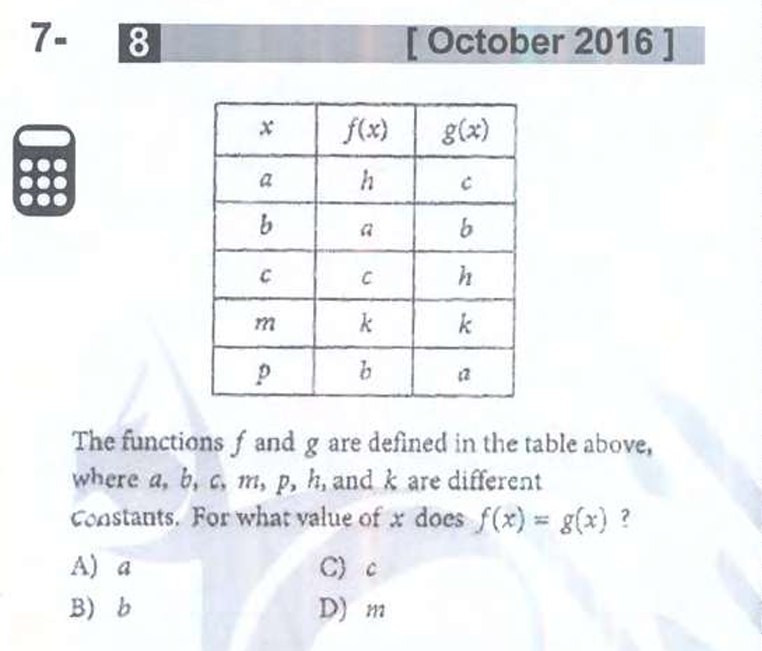 7- 8 [ October 2016 ]
x f(x) g(x)
a h c
b a b
c c h
m k k
p b a
The functions f and g are defined in the table above,
where a, b, c, m, p, h, and k are different
constants. For what value of x does f(x) = g(x) ?
A) a C) c
B) b D) m